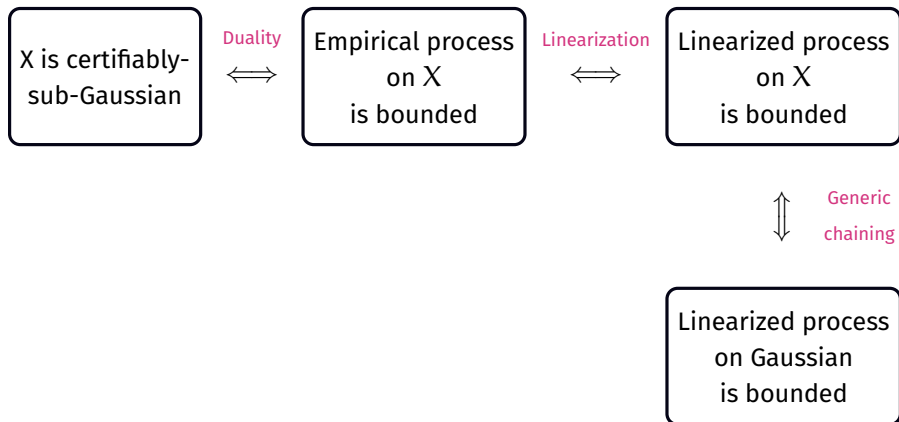 X is certifiably-
sub-Gaussian
Duality
⟺
Empirical process
on X
is bounded
Linearization
⟺
Linearized process
on X
is bounded
⇕
Generic
chaining
Linearized process
on Gaussian
is bounded